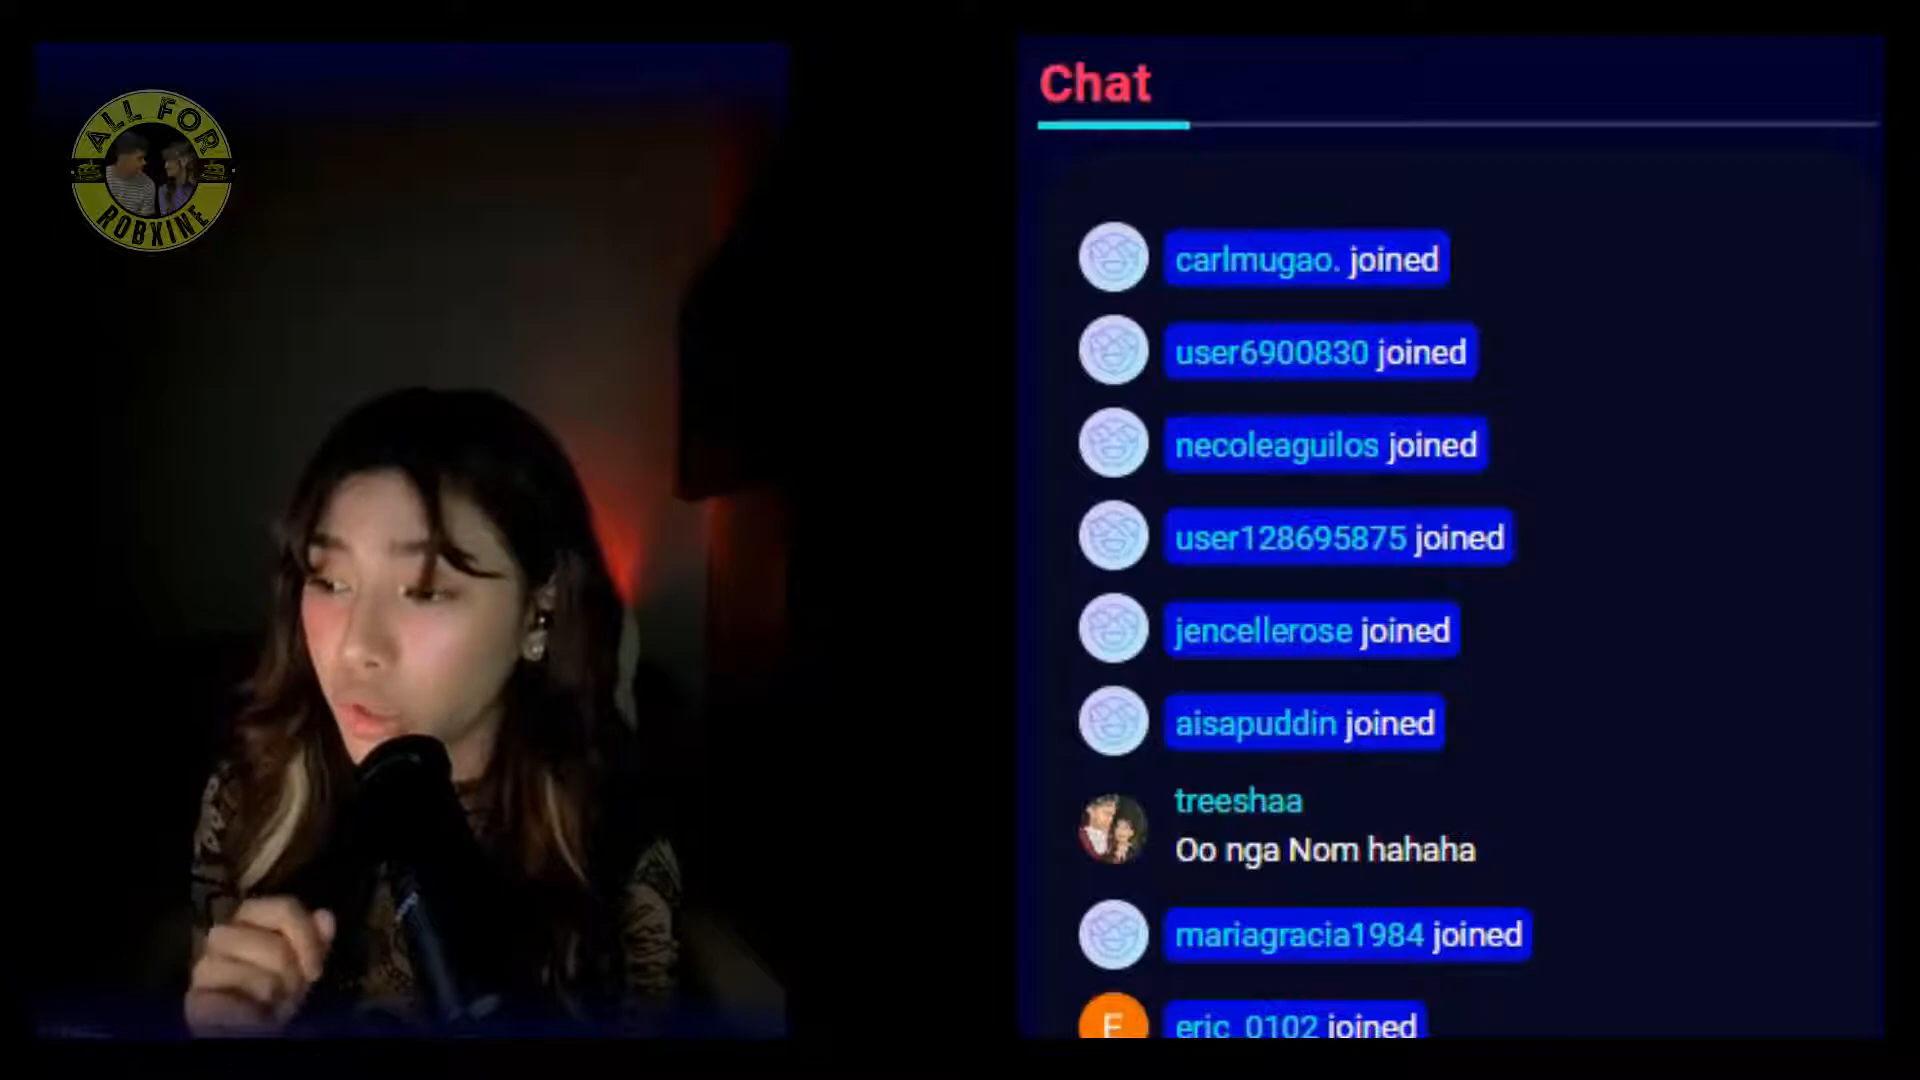 ALL FOR
ROBXINE
Chat
carlmugao. joined
user6900830 joined
necoleaguilos joined
user128695875 joined
jencellerose joined
aisapuddin joined
treeshaa
Oo nga Nom hahaha
mariagracia1984 joined
E
eric_0102 joined